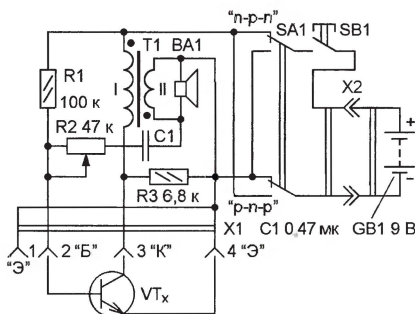 "n-p-n" SA1 SB1
T1 BA1
R1
100 к
I II
X2
R2 47 к C1
+
-
R3 6,8 к
"p-n-p"
X1 C1 0,47 мк GB1 9 В
1 2 "Б" 3 "К" 4 "Э"
"Э"
VTx